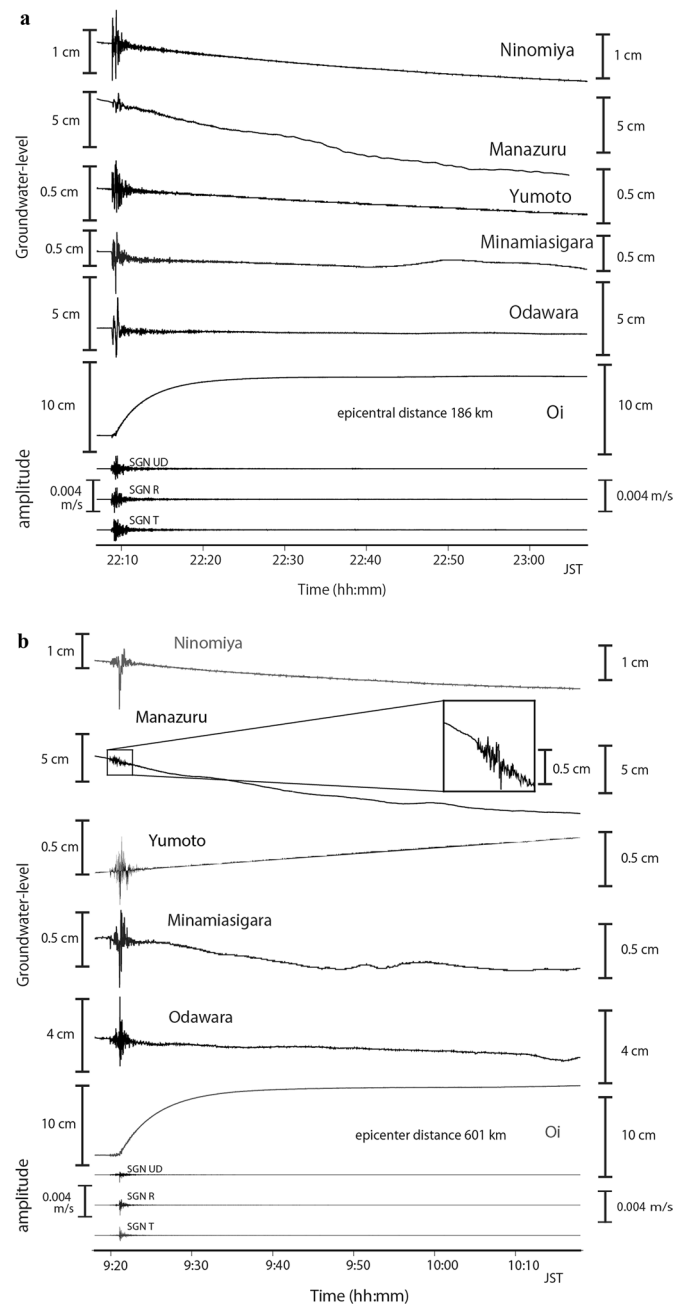 a
Ninomiya
1 cm
1 cm
5 cm
5 cm
Manazuru
Yumoto
0.5 cm
0.5 cm
Groundwater-level
Minamiasigara
0.5 cm
0.5 cm
Odawara
5 cm
5 cm
10 cm
10 cm
epicentral distance 186 km
Oi
amplitude
SGN UD
0.004
m/s
SGN R
0.004 m/s
SGN T
22:10 22:20 22:30 22:40 22:50 23:00
JST
Time (hh:mm)
b
Ninomiya
1 cm
1 cm
Manazuru
5 cm
0.5 cm
5 cm
Yumoto
0.5 cm
0.5 cm
Groundwater-level
Minamiasigara
0.5 cm
0.5 cm
Odawara
4 cm
4 cm
10 cm
10 cm
epicenter distance 601 km
Oi
amplitude
SGN UD
0.004
m/s
SGN R
0.004 m/s
SGN T
9:20 9:30 9:40 9:50 10:00 10:10
JST
Time (hh:mm)